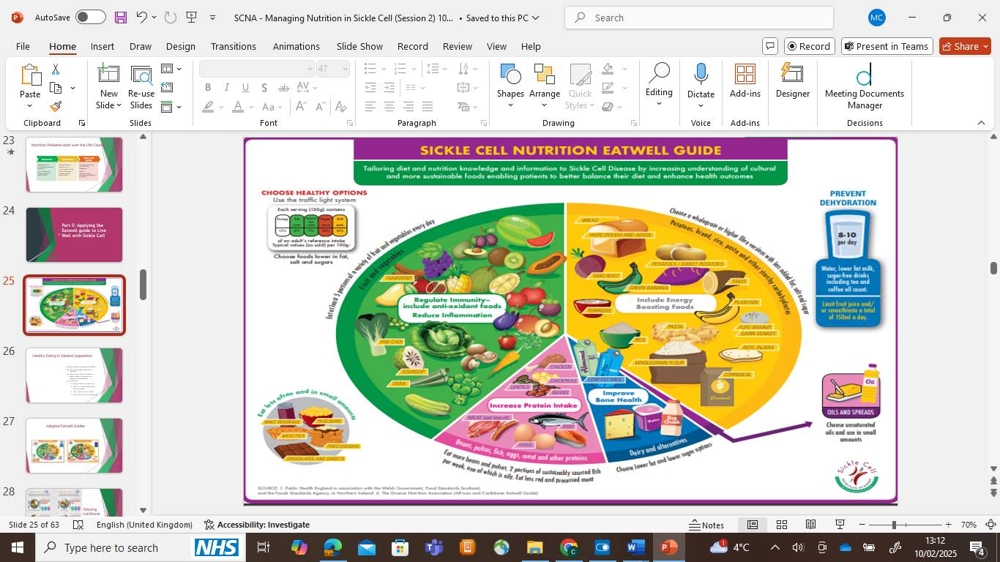 AutoSave
Off
SCNA - Managing Nutrition in Sickle Cell (Session 2) 10... • Saved to this PC
Search
MC
File Home Insert Draw Design Transitions Animations Slide Show Record Review View Help
Record
Present in Teams
Share
47
Paste
New Slide
Re-use Slides
Shapes
Arrange
Quick Styles
Editing
Dictate
Add-ins
Designer
Meeting Documents Manager
Clipboard
Slides
Font
Paragraph
Drawing
Voice
Add-ins
Decisions
23
Nutrition Problems exist over the Life Course
24
Part 5: Applying the
Eatwell guide to Live
Well with Sickle Cell
25
26
Healthy Eating in General population
27
Adapted Eatwell Guides
28
Tailoring
nutritional
SICKLE CELL NUTRITION EATWELL GUIDE
Tailoring diet and nutrition knowledge and information to Sickle Cell Disease by increasing understanding of cultural
and more sustainable foods enabling patients to better balance their diet and enhance health outcomes
CHOOSE HEALTHY OPTIONS
Use the traffic light system
Each serving (150g) contains
of an adult's reference intake
Typical values (as sold) per 100g:
Choose foods lower in fat,
salt and sugars
Eat at least 5 portions of a variety of fruit and vegetables every day
Fruit and vegetables
TAMARIND
Regulate Immunity–
include anti-oxidant foods
Reduce Inflammation
PAK CHOI
SOURSOP
OKRA
Choose a wholegrain or higher fibre versions with less added fat, salt and sugar
Potatoes, bread, rice, pasta and other starchy carbohydrates
BREAD
HARD DOUGH AND AGEGE
POTATOES / SWEET POTATOES
TARO ROOT
GREEN BANANA
YAMS
Include Energy
Boosting Foods
PLANTAIN
PORRIDGE
PASTA
FUFU BAMMY
GARRI KENKEY
RICE
ROTI, INJERA
WHOLEGRAIN FLOUR
CORNMEAL
CHICKEN
CHICKPEAS
LENTILS
BEANS
Increase Protein Intake
MEAT (cut fat off)
FISH
EGGS
Beans, pulses, fish, eggs, meat and other proteins
Eat more beans and pulses, 2 portions of sustainably sourced fish
per week, one of which is oily. Eat less red and processed meat
Almond
LOW FAT MILK
Improve
Bone Health
Soy
Drink
Dairy and alternatives
Choose lower fat and lower sugar options
PREVENT
DEHYDRATION
8-10
per day
Water, lower fat milk,
sugar-free drinks
including tea and
coffee all count.
Limit fruit juice and/
or smoothiesto a total
of 150ml a day.
Oil
OILS AND SPREADS
Choose unsaturated
oils and use in small
amounts
Eat less often and in small amounts
MALT BEVERAGE
PHOLOURIE
MEAT PIES
FRIED DOUGHS
CHOCOLATES AND SWEETS
SOURCE: 1. Public Health England in association with the Welsh Government, Food Standards Scotland,
and the Foods Standards Agency, in Northern Ireland. 2. The Diverse Nutrition Association (African and Caribbean Eatwell Guide).
Sickle Cell
Slide 25 of 63
English (United Kingdom)
Accessibility: Investigate
Notes
70%
Type here to search
NHS
4°C
13:12
10/02/2025
4